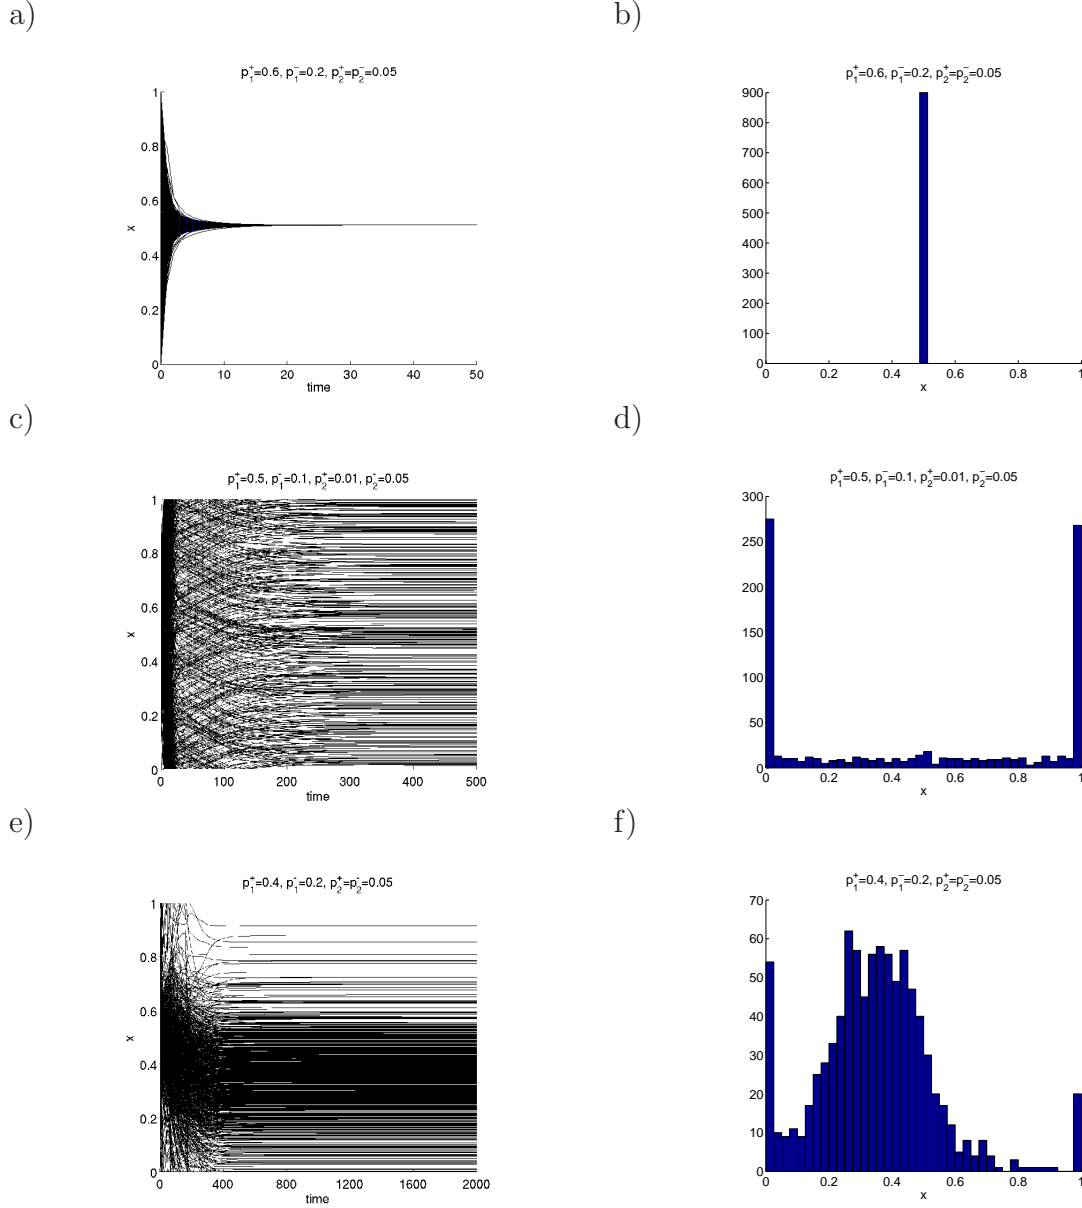 a)
p₁⁺=0.6, p₁⁻=0.2, p₂⁺=p₂⁻=0.05
1
0.8
0.6
x
0.4
0.2
0
0 10 20 30 40 50
time
b)
p₁⁺=0.6, p₁⁻=0.2, p₂⁺=p₂⁻=0.05
900
800
700
600
500
400
300
200
100
0
0 0.2 0.4 0.6 0.8 1
x
c)
p₁⁺=0.5, p₁⁻=0.1, p₂⁺=0.01, p₂⁻=0.05
1
0.8
0.6
x
0.4
0.2
0
0 100 200 300 400 500
time
d)
p₁⁺=0.5, p₁⁻=0.1, p₂⁺=0.01, p₂⁻=0.05
300
250
200
150
100
50
0
0 0.2 0.4 0.6 0.8 1
x
e)
p₁⁺=0.4, p₁⁻=0.2, p₂⁺=p₂⁻=0.05
1
0.8
0.6
x
0.4
0.2
0
0 400 800 1200 1600 2000
time
f)
p₁⁺=0.4, p₁⁻=0.2, p₂⁺=p₂⁻=0.05
70
60
50
40
30
20
10
0
0 0.2 0.4 0.6 0.8 1
x